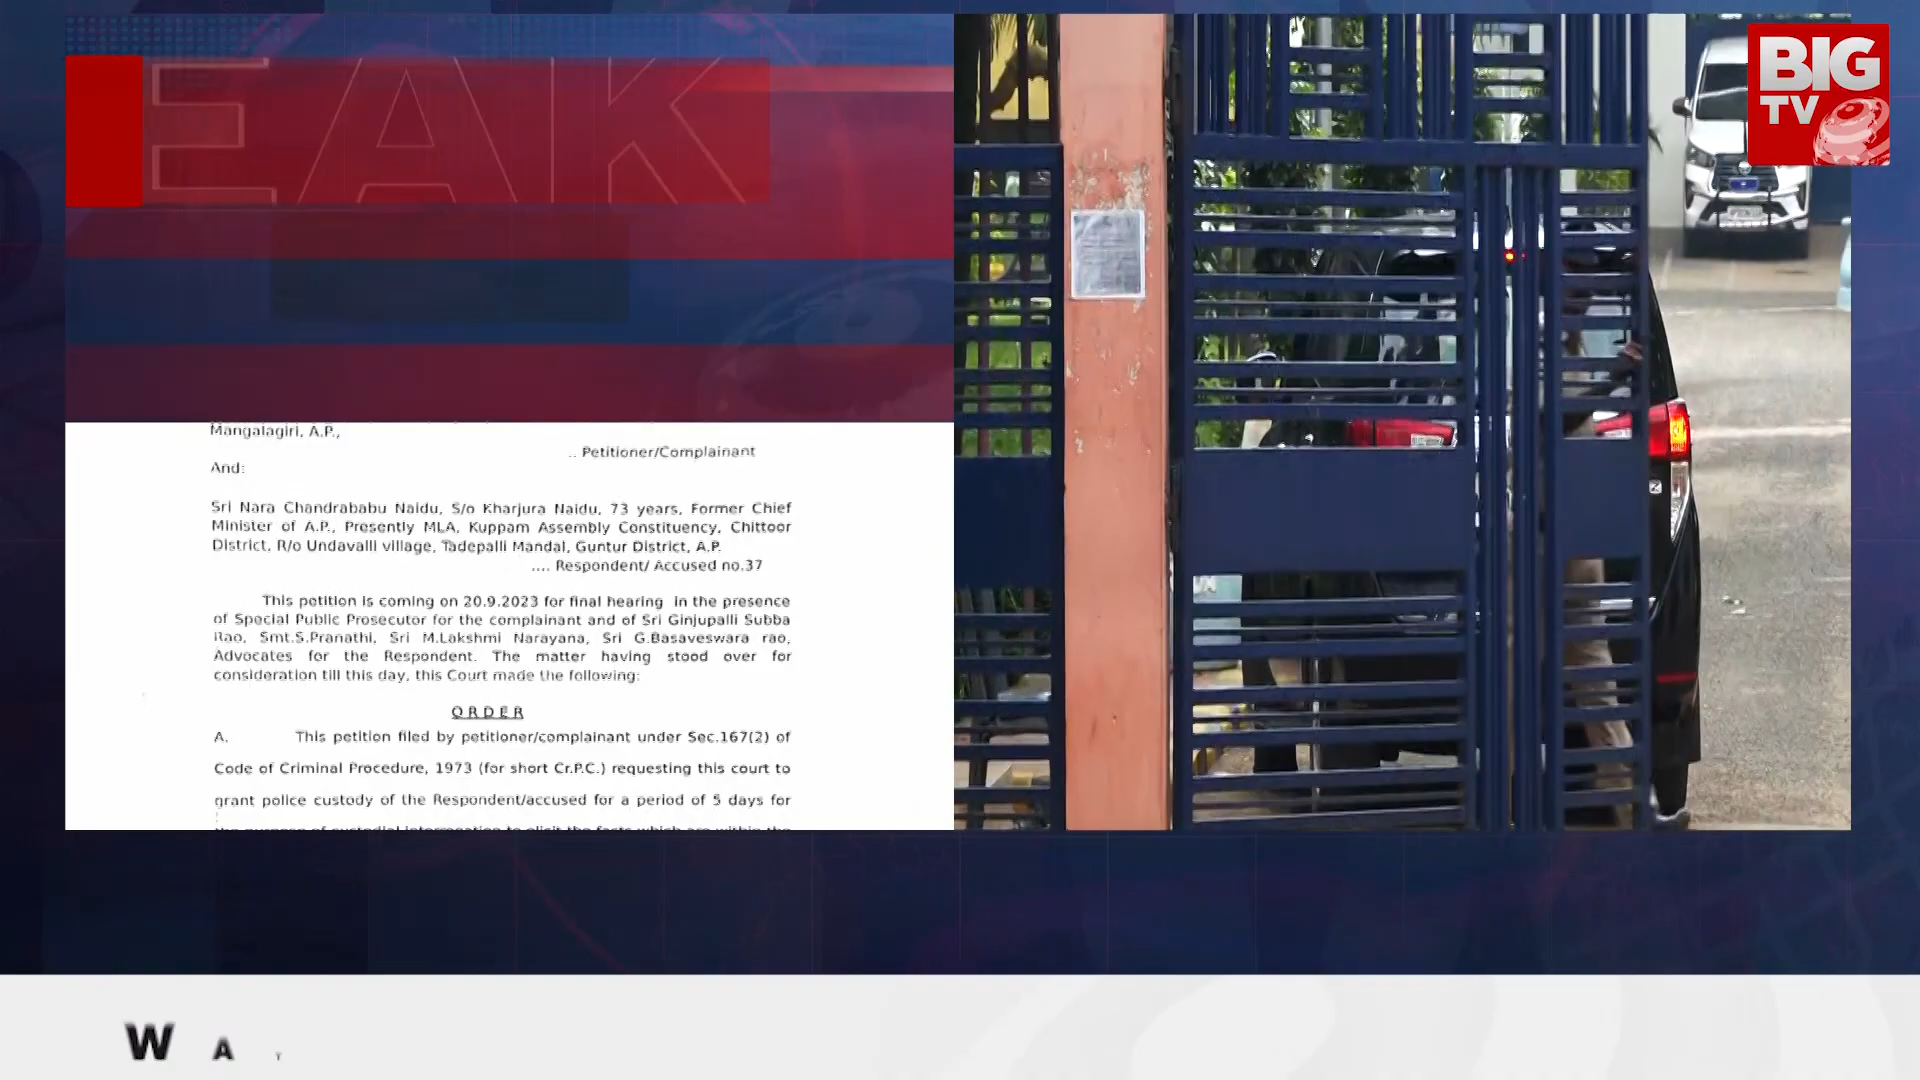 EAK
BIG
TV
Mangalagiri, A.P.,
.. Petitioner/Complainant
And:
Sri Nara Chandrababu Naidu, S/o Kharjura Naidu, 73 years, Former Chief
Minister of A.P., Presently MLA, Kuppam Assembly Constituency, Chittoor
District, R/o Undavalli village, Tadepalli Mandal, Guntur District, A.P.
.... Respondent/ Accused no.37
This petition is coming on 20.9.2023 for final hearing in the presence
of Special Public Prosecutor for the complainant and of Sri Ginjupalli Subba
Rao, Smt.S.Pranathi, Sri M.Lakshmi Narayana, Sri G.Basaveswara rao,
Advocates for the Respondent. The matter having stood over for
consideration till this day, this Court made the following:
ORDER
A. This petition filed by petitioner/complainant under Sec.167(2) of
Code of Criminal Procedure, 1973 (for short Cr.P.C.) requesting this court to
grant police custody of the Respondent/accused for a period of 5 days for
W A T